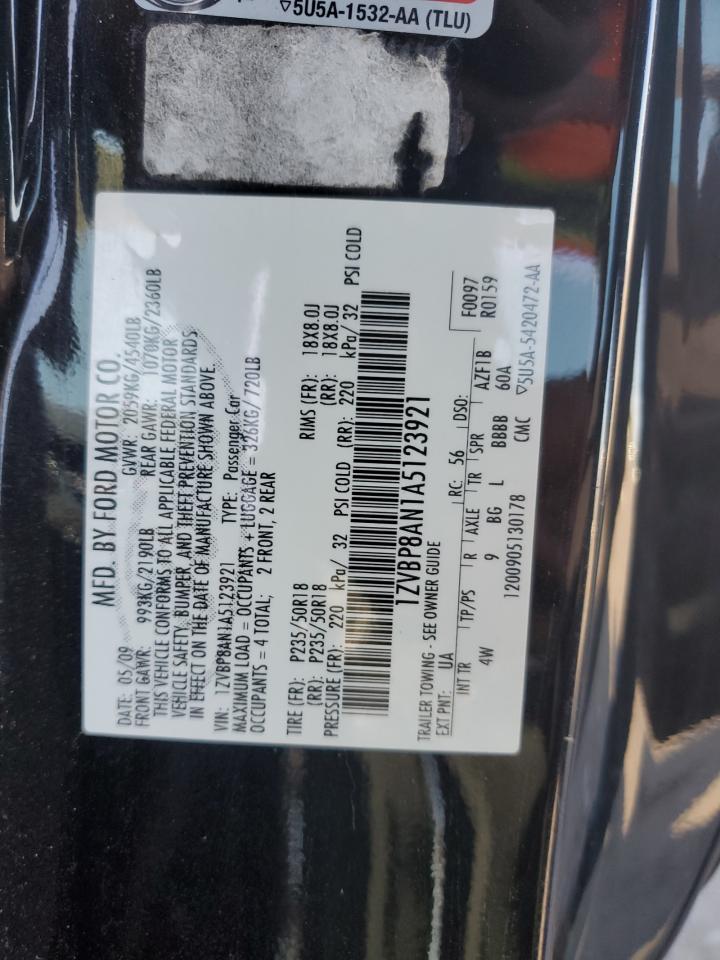 ▽5U5A-1532-AA (TLU)
MFD. BY FORD MOTOR CO.
DATE: 05/09 GVWR: 2059KG/4540LB
FRONT GAWR: 993KG/2190LB REAR GAWR: 1070KG/2360LB
THIS VEHICLE CONFORMS TO ALL APPLICABLE FEDERAL MOTOR
VEHICLE SAFETY, BUMPER, AND THEFT PREVENTION STANDARDS
IN EFFECT ON THE DATE OF MANUFACTURE SHOWN ABOVE.
VIN: 1ZVBP8AN1A5123921 TYPE: Passenger Car
MAXIMUM LOAD = OCCUPANTS + LUGGAGE = 326KG/ 720LB
OCCUPANTS = 4 TOTAL; 2 FRONT, 2 REAR
TIRE (FR): P235/50R18 RIMS (FR): 18X8.0J
(RR): P235/50R18 (RR): 18X8.0J
PRESSURE (FR): 220 kPa/ 32 PSI COLD (RR): 220 kPa/ 32 PSI COLD
1ZVBP8AN1A5123921
TRAILER TOWING - SEE OWNER GUIDE
EXT PNT: UA RC: 56 DSO: F0097
R0159
INT TR TP/PS R AXLE TR SPR AZF1B
4W 9 BG L BBBB 60A
1200905130178 CMC ▽5U5A-5420472-AA